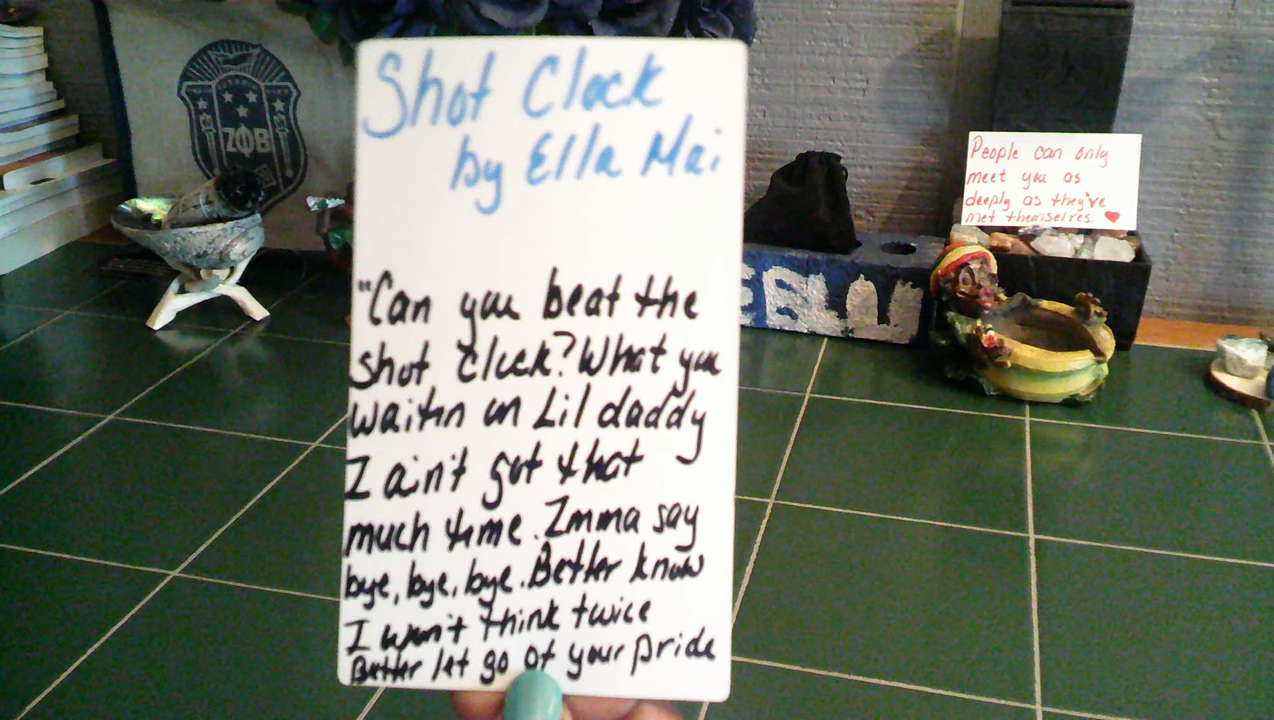 Shot Clock
by Ella Mai
"Can you beat the
shot clock? What you
waitin on Lil daddy
I ain't got that
much time. Imma say
bye, bye, bye. Better know
I won't think twice
Better let go of your pride
ΖΦΒ
People can only
meet you as
deeply as they've
met themselves. ❤